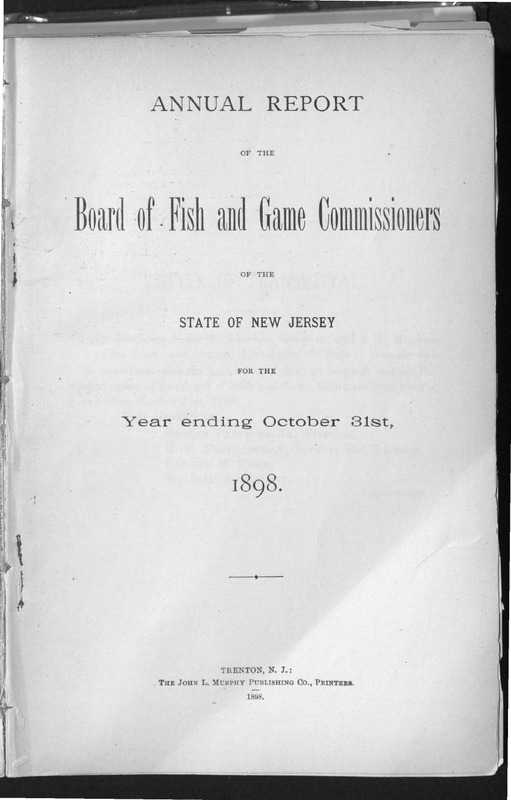 ANNUAL REPORT
OF THE
Board of Fish and Game Commissioners
OF THE
STATE OF NEW JERSEY
FOR THE
Year ending October 31st,
1898.
TRENTON, N. J.:
THE JOHN L. MURPHY PUBLISHING CO., PRINTERS.
1898.